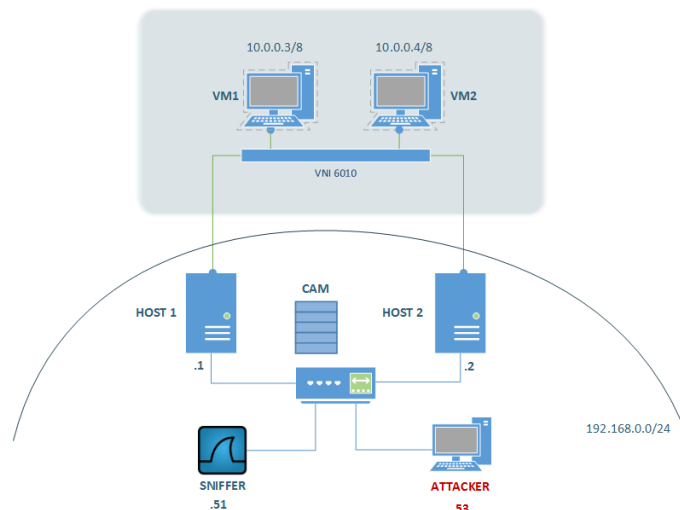 10.0.0.3/8
10.0.0.4/8
VM1
VM2
VNI 6010
HOST 1
CAM
HOST 2
.1
.2
192.168.0.0/24
SNIFFER
.51
ATTACKER
.53